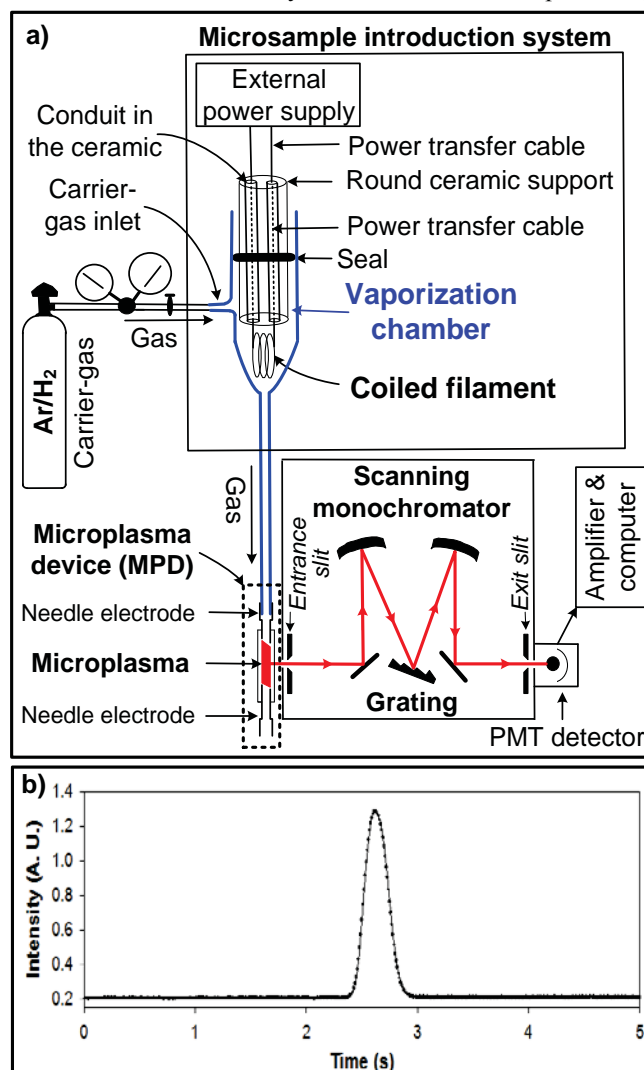 a)
Microsample introduction system
External
power supply
Conduit in
the ceramic
Power transfer cable
Round ceramic support
Carrier-
gas inlet
Power transfer cable
Seal
Vaporization
chamber
Gas
Ar/H2
Carrier-gas
Coiled filament
Gas
Scanning
monochromator
Amplifier &
computer
Microplasma
device (MPD)
Entrance
slit
Exit slit
Needle electrode
Microplasma
Needle electrode
Grating
PMT detector
b)
1.4
1.2
1.0
0.8
0.6
0.4
0.2
Intensity (A. U.)
0 1 2 3 4 5
Time (s)